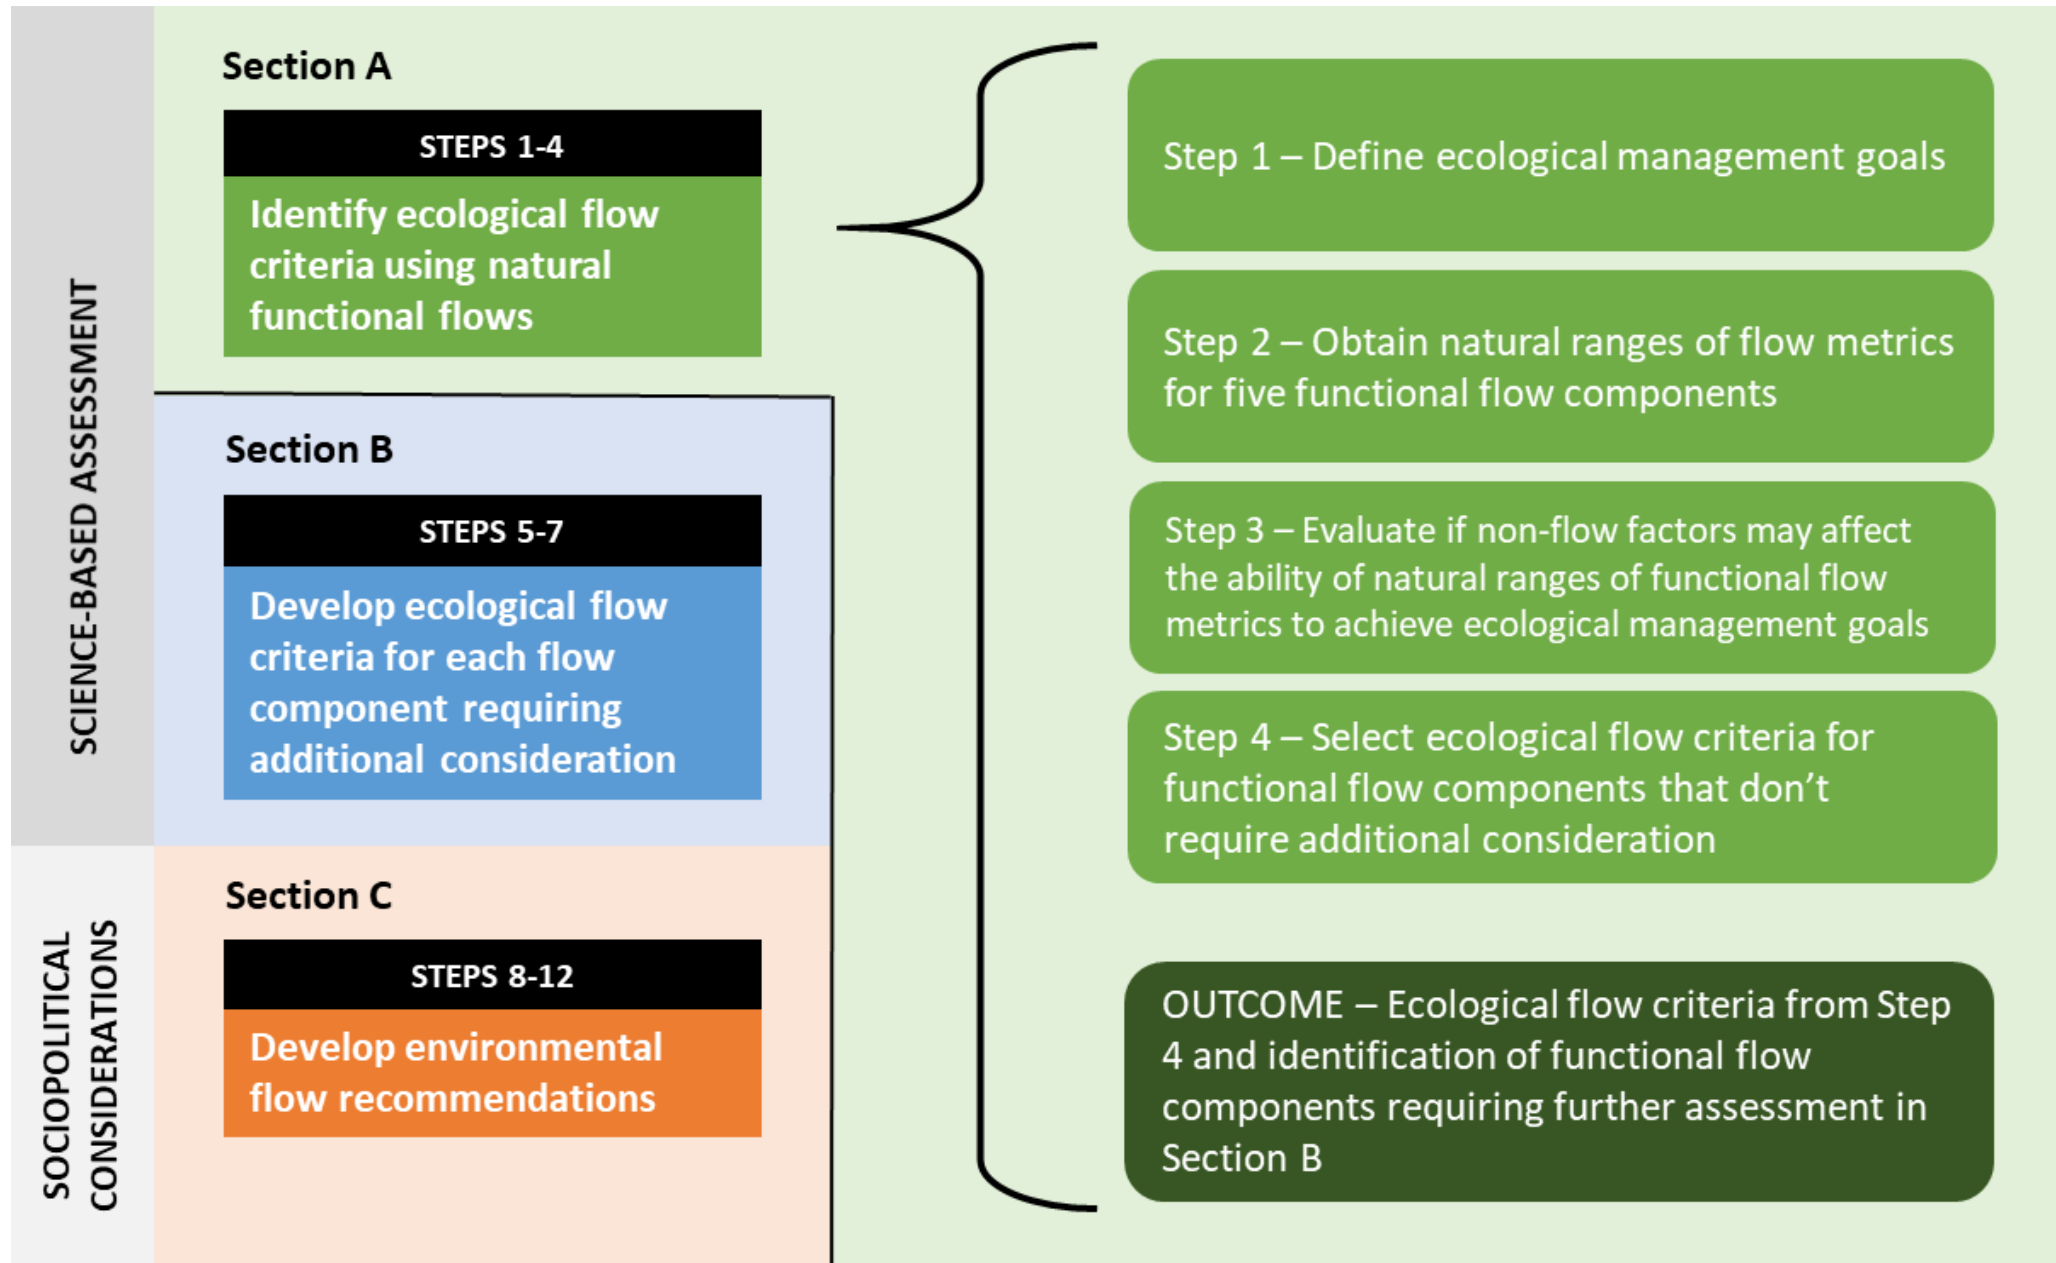 SCIENCE-BASED ASSESSMENT
Section A
STEPS 1-4
Identify ecological flow
criteria using natural
functional flows
Section B
STEPS 5-7
Develop ecological flow
criteria for each flow
component requiring
additional consideration
SOCIOPOLITICAL
CONSIDERATIONS
Section C
STEPS 8-12
Develop environmental
flow recommendations
Step 1 – Define ecological management goals
Step 2 – Obtain natural ranges of flow metrics
for five functional flow components
Step 3 – Evaluate if non-flow factors may affect
the ability of natural ranges of functional flow
metrics to achieve ecological management goals
Step 4 – Select ecological flow criteria for
functional flow components that don’t
require additional consideration
OUTCOME – Ecological flow criteria from Step
4 and identification of functional flow
components requiring further assessment in
Section B